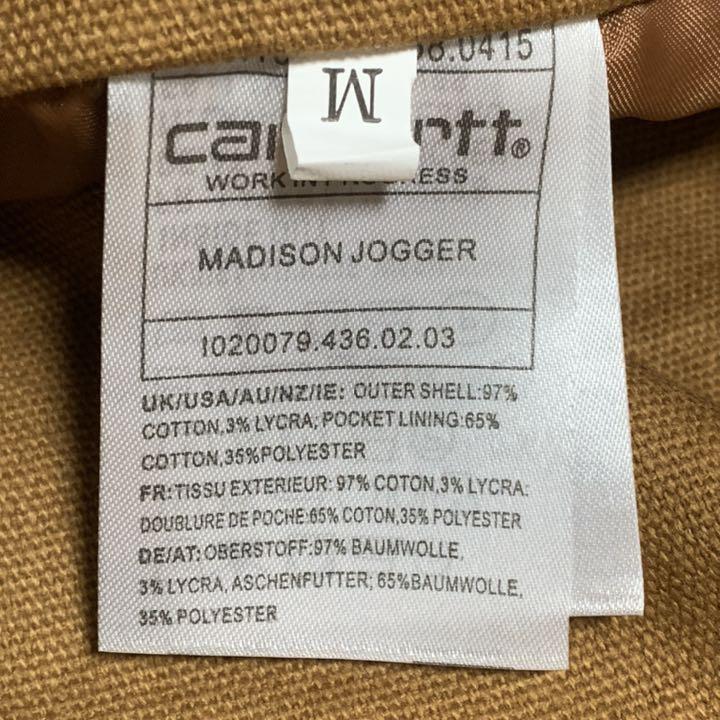 8.0415
M
WORK IN
MADISON JOGGER
I020079.436.02.03
UK/USA/AU/NZ/IE: OUTER SHELL:97%
COTTON,3% LYCRA; POCKET LINING:65%
COTTON,35%POLYESTER
FR:TISSU EXTERIEUR: 97% COTON,3% LYCRA:
DOUBLURE DE POCHE:65% COTON,35% POLYESTER
DE/AT:OBERSTOFF:97% BAUMWOLLE,
3% LYCRA, ASCHENFUTTER; 65%BAUMWOLLE,
35% POLYESTER